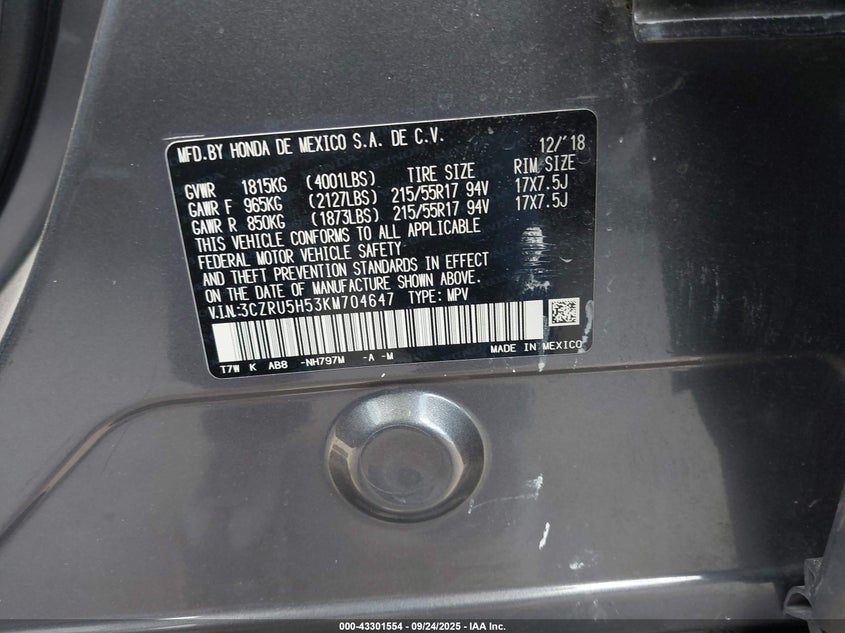 MFD.BY HONDA DE MEXICO S.A. DE C.V. 12/'18
TIRE SIZE RIM SIZE
GVWR 1815KG (4001LBS)
GAWR F 965KG (2127LBS) 215/55R17 94V 17X7.5J
GAWR R 850KG (1873LBS) 215/55R17 94V 17X7.5J
THIS VEHICLE CONFORMS TO ALL APPLICABLE
FEDERAL MOTOR VEHICLE SAFETY
AND THEFT PREVENTION STANDARDS IN EFFECT
ON THE DATE OF MANUFACTURE SHOWN ABOVE.
V.I.N.:3CZRU5H53KM704647 TYPE: MPV
T7W K AB8 -NH797M -A -M MADE IN MEXICO
000-43301554 - 09/24/2025 - IAA Inc.